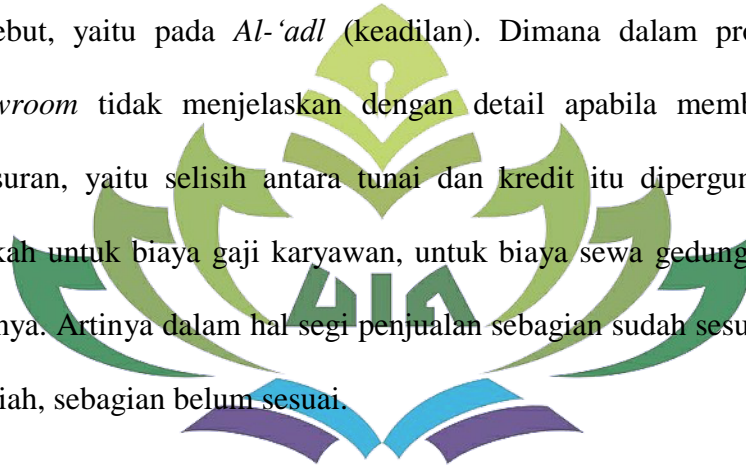 ebut, yaitu pada Al-‘adl (keadilan). Dimana dalam pro
wroom tidak menjelaskan dengan detail apabila memb
suran, yaitu selisih antara tunai dan kredit itu dipergun
kah untuk biaya gaji karyawan, untuk biaya sewa gedung
nya. Artinya dalam hal segi penjualan sebagian sudah sesu
iah, sebagian belum sesuai.
UIN